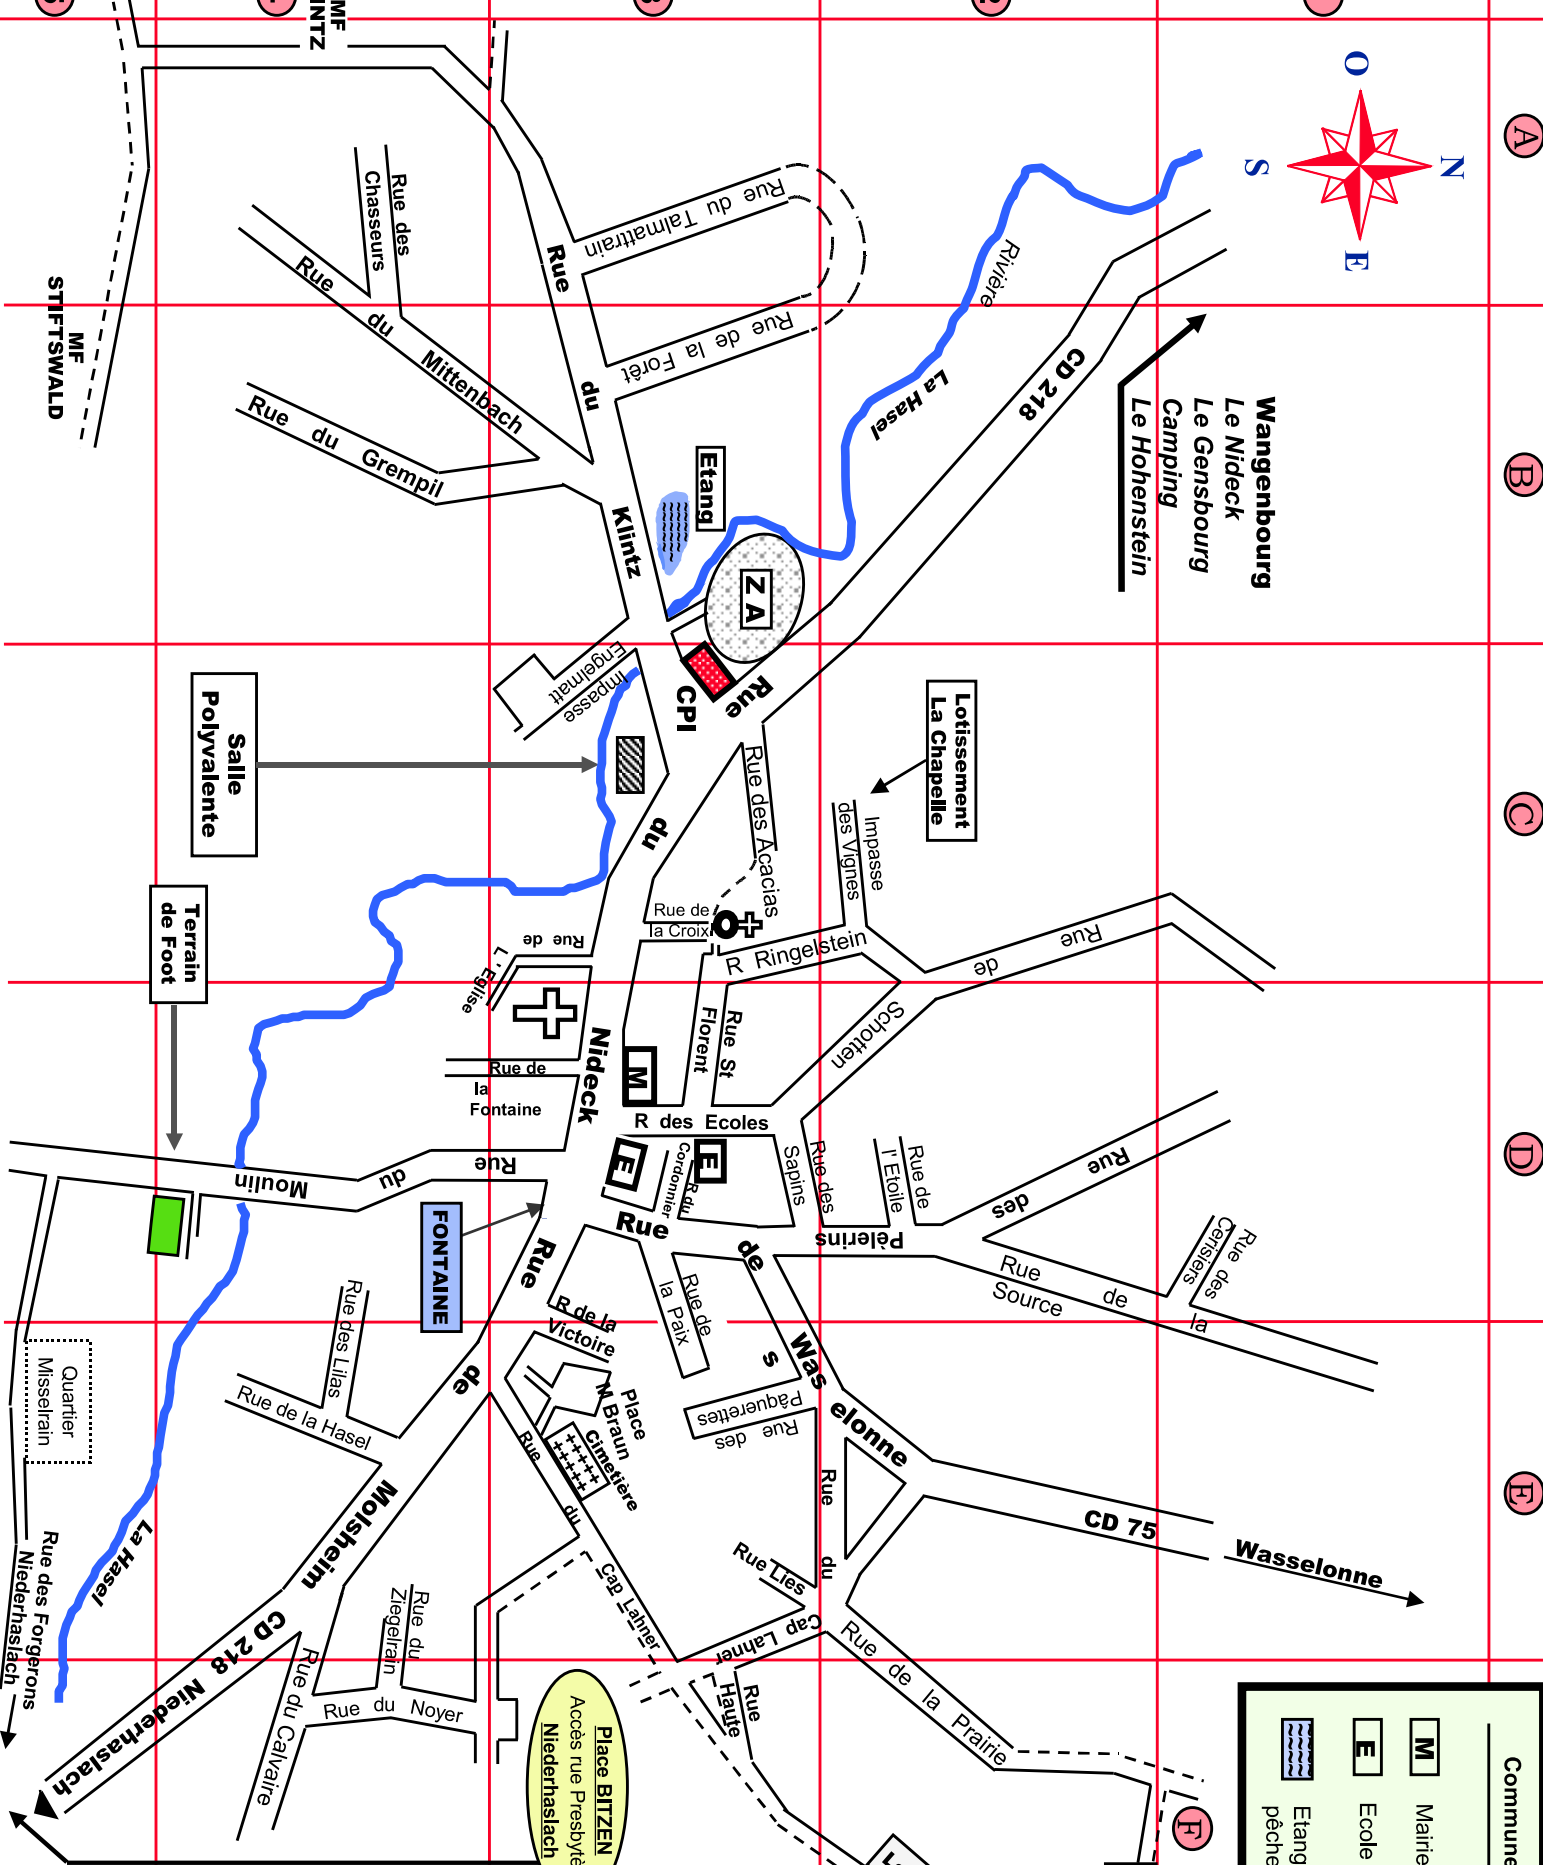 MF
INTZ
O
N
S
E
A
B
C
D
E
F
Rue des
Chasseurs
Rue du Mittenbach
Rue du Grempil
MF
STIFTSWALD
Rue du Klintz
Rue du Talmattrain
Rue de la Forêt
Rivière
La Hasel
CD 218
Wangenbourg
Le Nideck
Le Gensbourg
Camping
Le Hohenstein
Etang
Z A
CPI
Impasse
Engelmatt
Salle
Polyvalente
Terrain
de Foot
Rue du Nideck
Rue des Acacias
Lotissement
La Chapelle
Impasse
des Vignes
Rue de
la Croix
R Ringelstein
Rue de
L'Eglise
Rue de Schotten
Rue St
Florent
M
Rue de
la
Fontaine
R des Ecoles
E
E
R du
Cordonnier
Rue des
Sapins
Rue de
l'Etoile
Rue des Pèlerins
Rue de la
Source
Rue des
Cerisiers
Rue du Moulin
FONTAINE
Rue de Wasselonne
Rue de
la Paix
R de la
Victoire
Place
M Braun
Cimetière
Rue des
Pâquerettes
Rue des Lilas
Rue de la Hasel
Quartier
Misselrain
Rue de Molsheim
Rue du Cap Lahner
Rue du Cap Lahner
Rue Lies
CD 75
Wasselonne
Rue de la Prairie
Rue
Haute
La Hasel
Rue des Forgerons
Niederhaslach
CD 218 Niederhaslach
Rue du
Ziegelrain
Rue du Noyer
Rue du Calvaire
Place BITZEN
Accès rue Presbytè
Niederhaslach
Commune
M
Mairie
E
Ecole
Etang
pêche